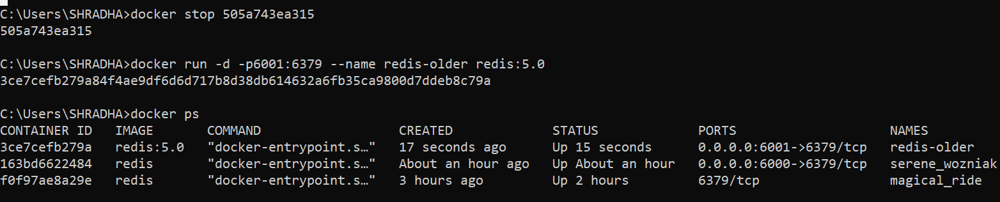 C:\Users\SHRADHA>docker stop 505a743ea315
505a743ea315
C:\Users\SHRADHA>docker run -d -p6001:6379 --name redis-older redis:5.0
3ce7cefb279a84f4ae9df6d6d717b8d38db614632a6fb35ca9800d7ddeb8c79a
C:\Users\SHRADHA>docker ps
CONTAINER ID   IMAGE       COMMAND                  CREATED             STATUS             PORTS                    NAMES
3ce7cefb279a   redis:5.0   "docker-entrypoint.s…"   17 seconds ago      Up 15 seconds      0.0.0.0:6001->6379/tcp   redis-older
163bd6622484   redis       "docker-entrypoint.s…"   About an hour ago   Up About an hour   0.0.0.0:6000->6379/tcp   serene_wozniak
f0f97ae8a29e   redis       "docker-entrypoint.s…"   3 hours ago         Up 2 hours         6379/tcp                 magical_ride